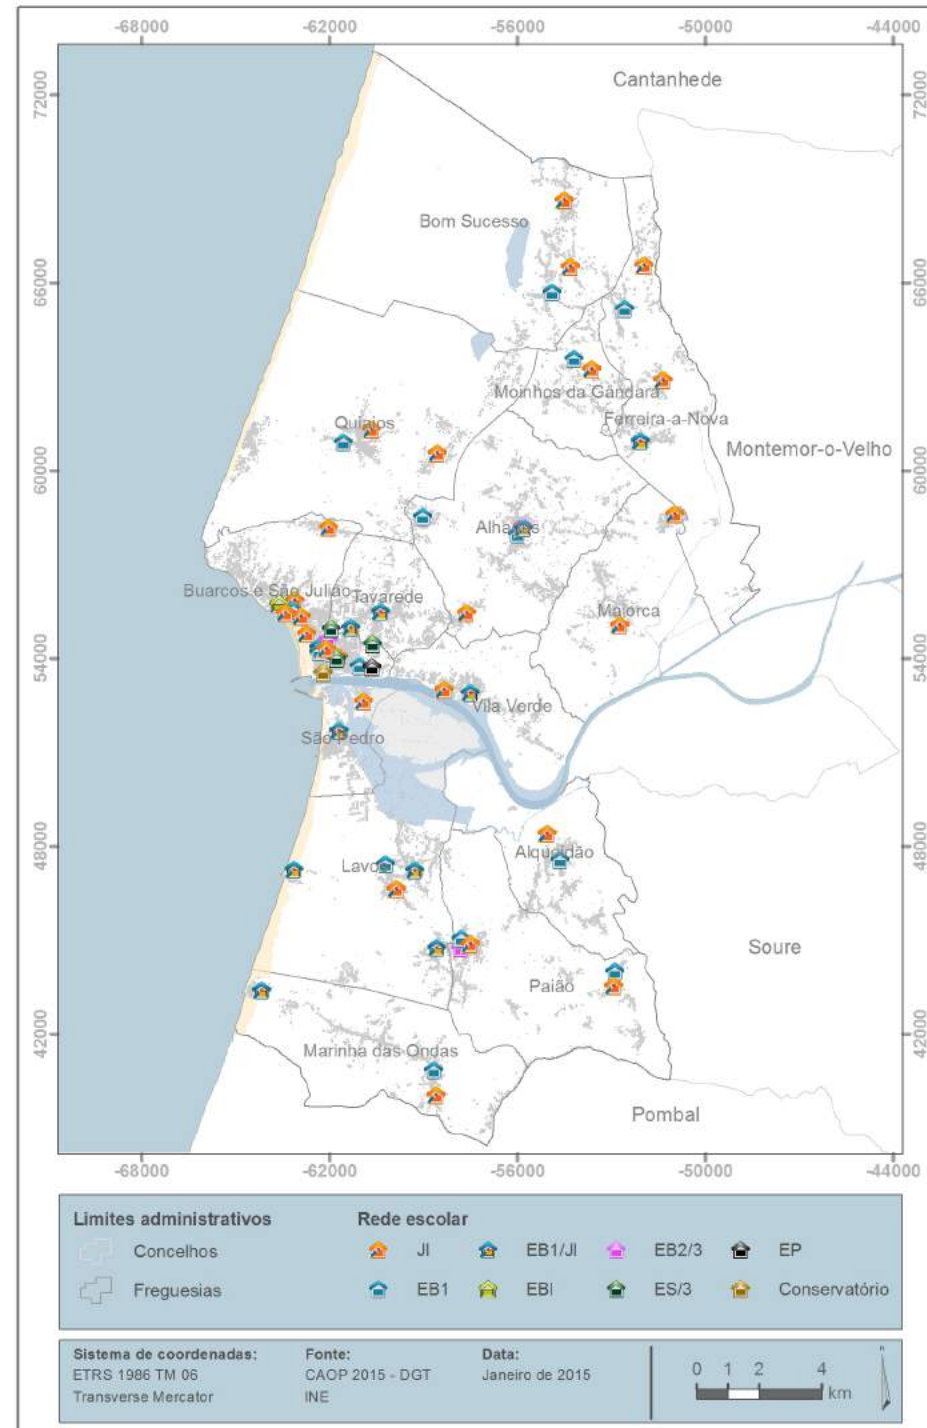 -68000 -62000 -56000 -50000 -44000
72000 72000
Cantanhede
Bom Sucesso
66000 66000
Moinhos da Gândara
Ferreira-a-Nova
Quiaios
Montemor-o-Velho
60000 60000
Alhadas
Buarcos e São Julião
Tavarede
Maiorca
54000 54000
Vila Verde
São Pedro
48000 48000
Alqueidão
Lavos
Soure
Paião
42000 42000
Marinha das Ondas
Pombal
-68000 -62000 -56000 -50000 -44000
Limites administrativos
Concelhos
Freguesias
Rede escolar
JI EB1/JI EB2/3 EP
EB1 EBI ES/3 Conservatório
Sistema de coordenadas:
ETRS 1986 TM 06
Transverse Mercator
Fonte:
CAOP 2015 - DGT
INE
Data:
Janeiro de 2015
0 1 2 4
km
N